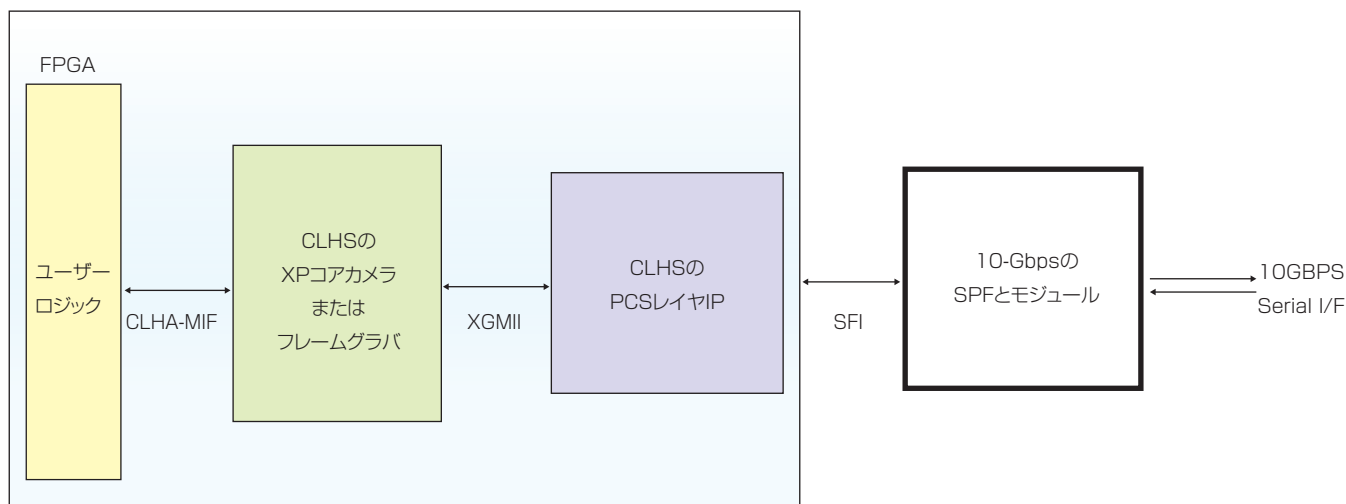 FPGA
ユーザー
ロジック
CLHA-MIF
CLHSの
XPコアカメラ
または
フレームグラバ
XGMII
CLHSの
PCSレイヤIP
SFI
10-Gbpsの
SPFとモジュール
10GBPS
Serial I/F